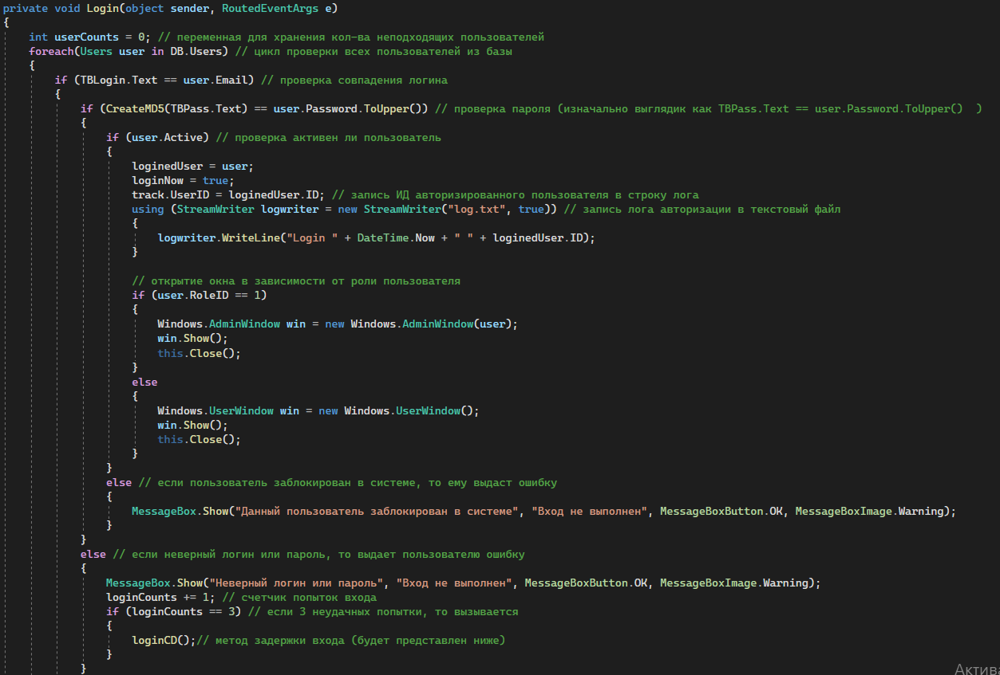 private void Login(object sender, RoutedEventArgs e)
{
int userCounts = 0; // переменная для хранения кол-ва неподходящих пользователей
foreach(Users user in DB.Users) // цикл проверки всех пользователей из базы
{
if (TBLogin.Text == user.Email) // проверка совпадения логина
{
if (CreateMD5(TBPass.Text) == user.Password.ToUpper()) // проверка пароля (изначально выглядик как TBPass.Text == user.Password.ToUpper()  )
{
if (user.Active) // проверка активен ли пользователь
{
loginedUser = user;
loginNow = true;
track.UserID = loginedUser.ID; // запись ИД авторизированного пользователя в строку лога
using (StreamWriter logwriter = new StreamWriter("log.txt", true)) // запись лога авторизации в текстовый файл
{
logwriter.WriteLine("Login " + DateTime.Now + " " + loginedUser.ID);
}
// открытие окна в зависимости от роли пользователя
if (user.RoleID == 1)
{
Windows.AdminWindow win = new Windows.AdminWindow(user);
win.Show();
this.Close();
}
else
{
Windows.UserWindow win = new Windows.UserWindow();
win.Show();
this.Close();
}
}
else // если пользователь заблокирован в системе, то ему выдаст ошибку
{
MessageBox.Show("Данный пользователь заблокирован в системе", "Вход не выполнен", MessageBoxButton.OK, MessageBoxImage.Warning);
}
}
else // если неверный логин или пароль, то выдает пользователю ошибку
{
MessageBox.Show("Неверный логин или пароль", "Вход не выполнен", MessageBoxButton.OK, MessageBoxImage.Warning);
loginCounts += 1; // счетчик попыток входа
if (loginCounts == 3) // если 3 неудачных попытки, то вызывается
{
loginCD();// метод задержки входа (будет представлен ниже)
}
}